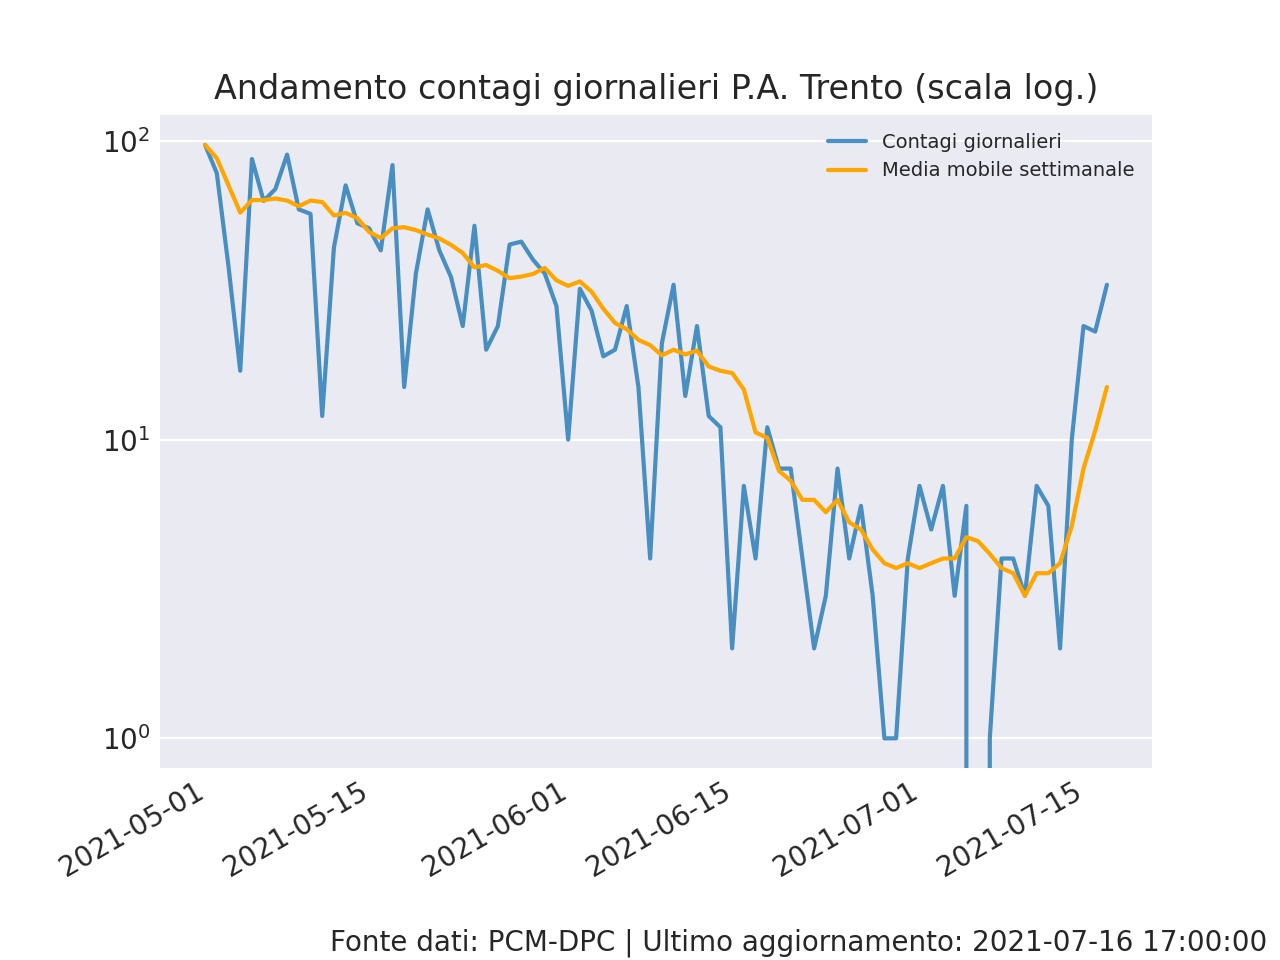 Andamento contagi giornalieri P.A. Trento (scala log.)
Contagi giornalieri
Media mobile settimanale
10²
10¹
10⁰
2021-05-01
2021-05-15
2021-06-01
2021-06-15
2021-07-01
2021-07-15
Fonte dati: PCM-DPC | Ultimo aggiornamento: 2021-07-16 17:00:00